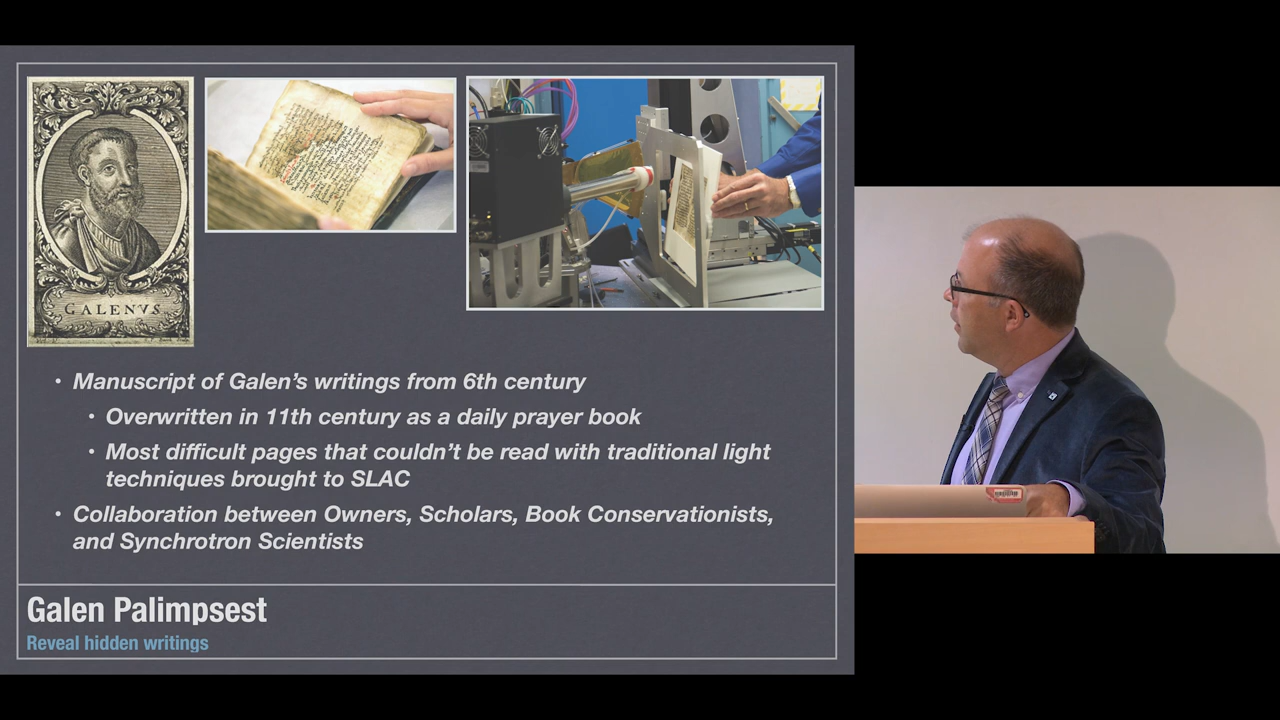 GALENVS
• Manuscript of Galen's writings from 6th century
• Overwritten in 11th century as a daily prayer book
• Most difficult pages that couldn't be read with traditional light
techniques brought to SLAC
• Collaboration between Owners, Scholars, Book Conservationists,
and Synchrotron Scientists
Galen Palimpsest
Reveal hidden writings